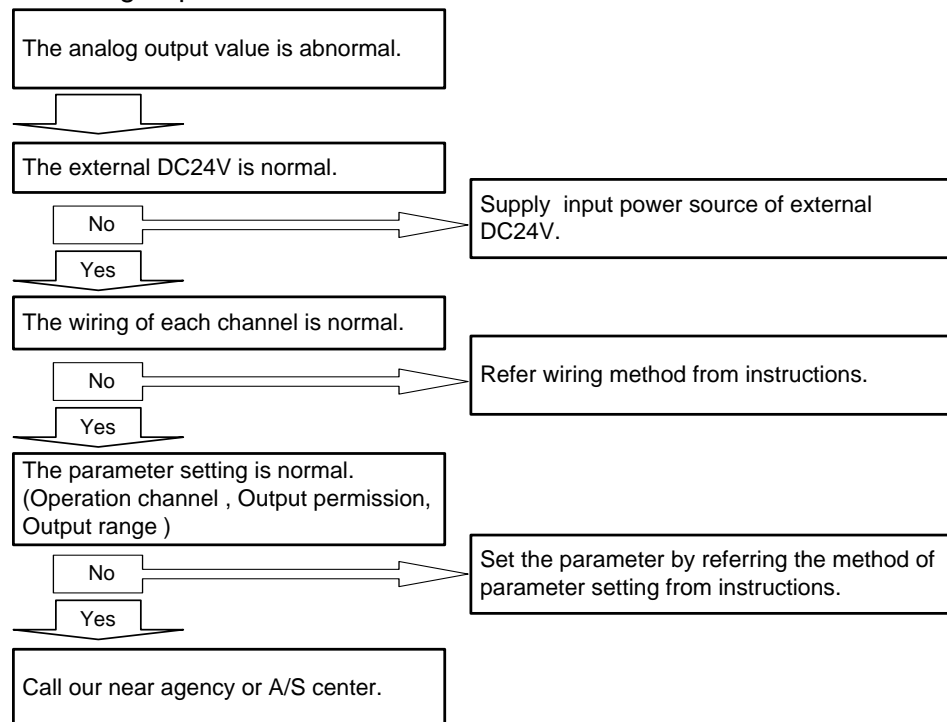 The analog output value is abnormal.
The external DC24V is normal.
No
Supply input power source of external
DC24V.
Yes
The wiring of each channel is normal.
No
Refer wiring method from instructions.
Yes
The parameter setting is normal.
(Operation channel , Output permission,
Output range )
No
Set the parameter by referring the method of
parameter setting from instructions.
Yes
Call our near agency or A/S center.